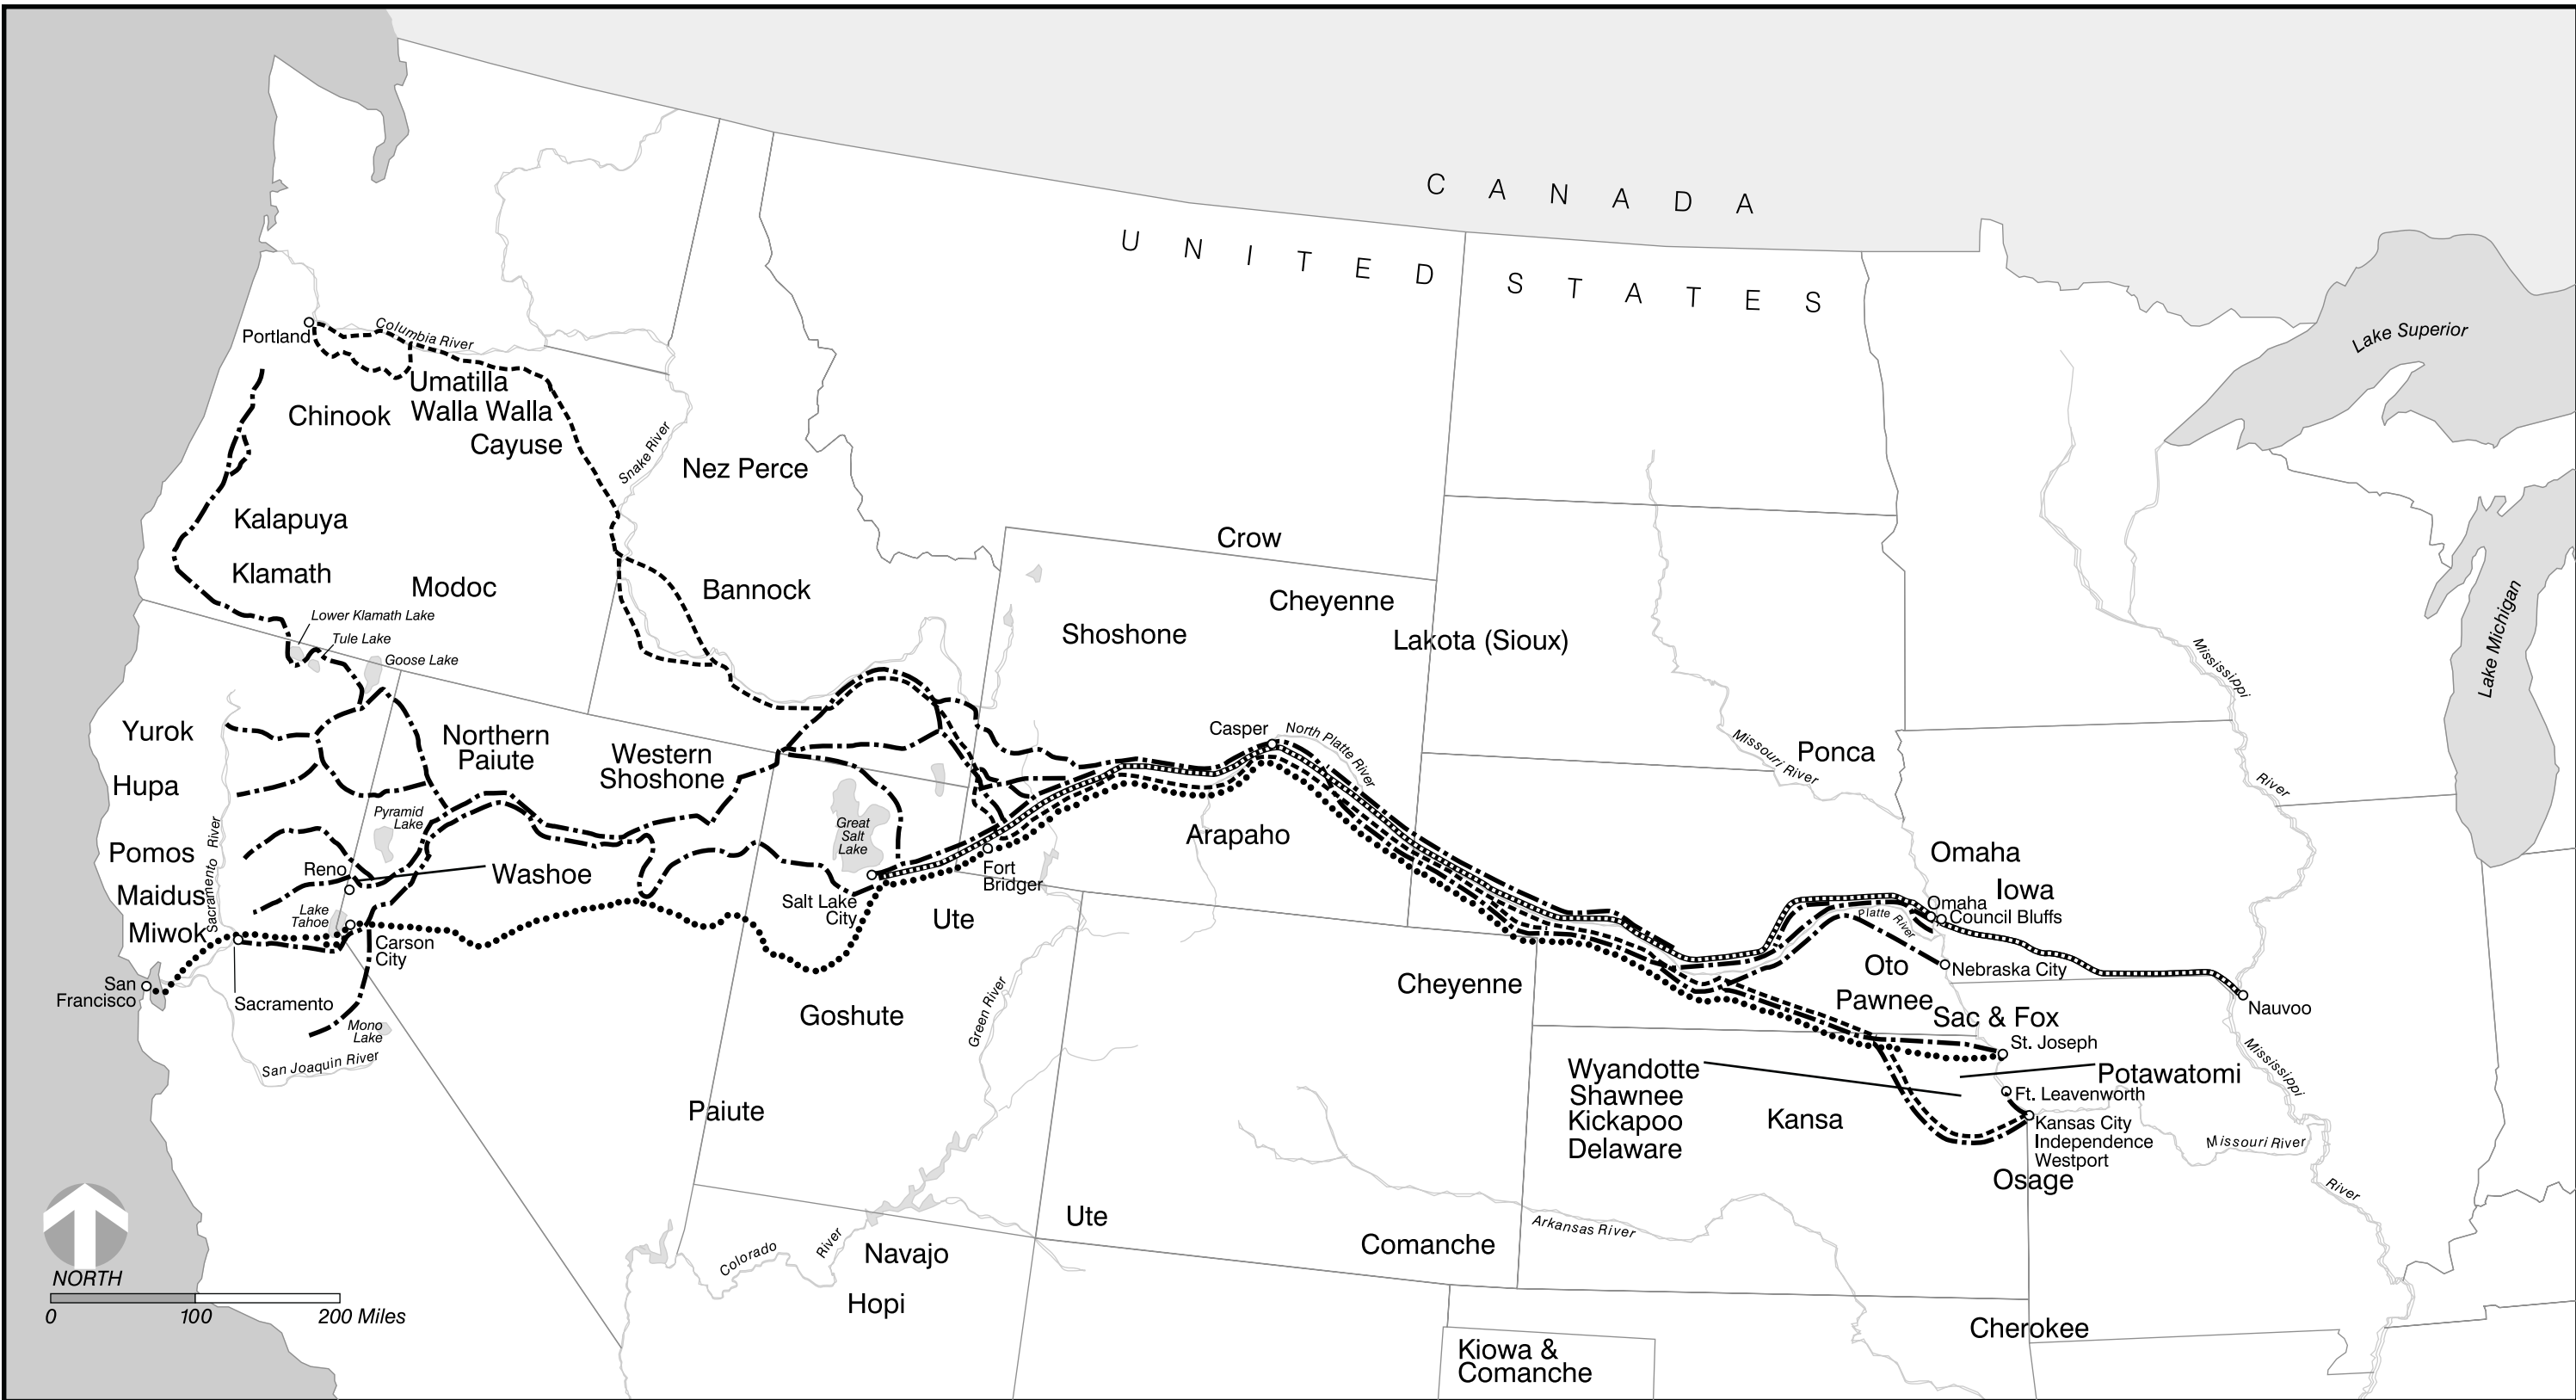 C A N A D A
U N I T E D S T A T E S
Lake Superior
Columbia River
Portland
Umatilla
Walla Walla
Cayuse
Chinook
Snake River
Nez Perce
Kalapuya
Klamath
Modoc
Bannock
Crow
Cheyenne
Shoshone
Lakota (Sioux)
Lower Klamath Lake
Tule Lake
Goose Lake
Lake Michigan
Mississippi
River
Yurok
Northern
Paiute
Western
Shoshone
Casper
North Platte River
Missouri River
Ponca
Hupa
Pyramid
Lake
Great
Salt
Lake
Arapaho
Pomos
Sacramento River
Reno
Washoe
Fort
Bridger
Omaha
Iowa
Maidus
Lake
Tahoe
Salt Lake
City
Ute
Omaha
Council Bluffs
Platte River
Miwok
Carson
City
San
Francisco
Sacramento
Mono
Lake
San Joaquin River
Goshute
Green River
Cheyenne
Oto
Nebraska City
Pawnee
Sac & Fox
Nauvoo
St. Joseph
Mississippi
River
Wyandotte
Shawnee
Kickapoo
Delaware
Kansa
Potawatomi
Ft. Leavenworth
Kansas City
Independence
Westport
Missouri River
Osage
Paiute
Ute
Colorado
River
Navajo
Hopi
Comanche
Arkansas River
Cherokee
Kiowa &
Comanche
NORTH
0 100 200 Miles